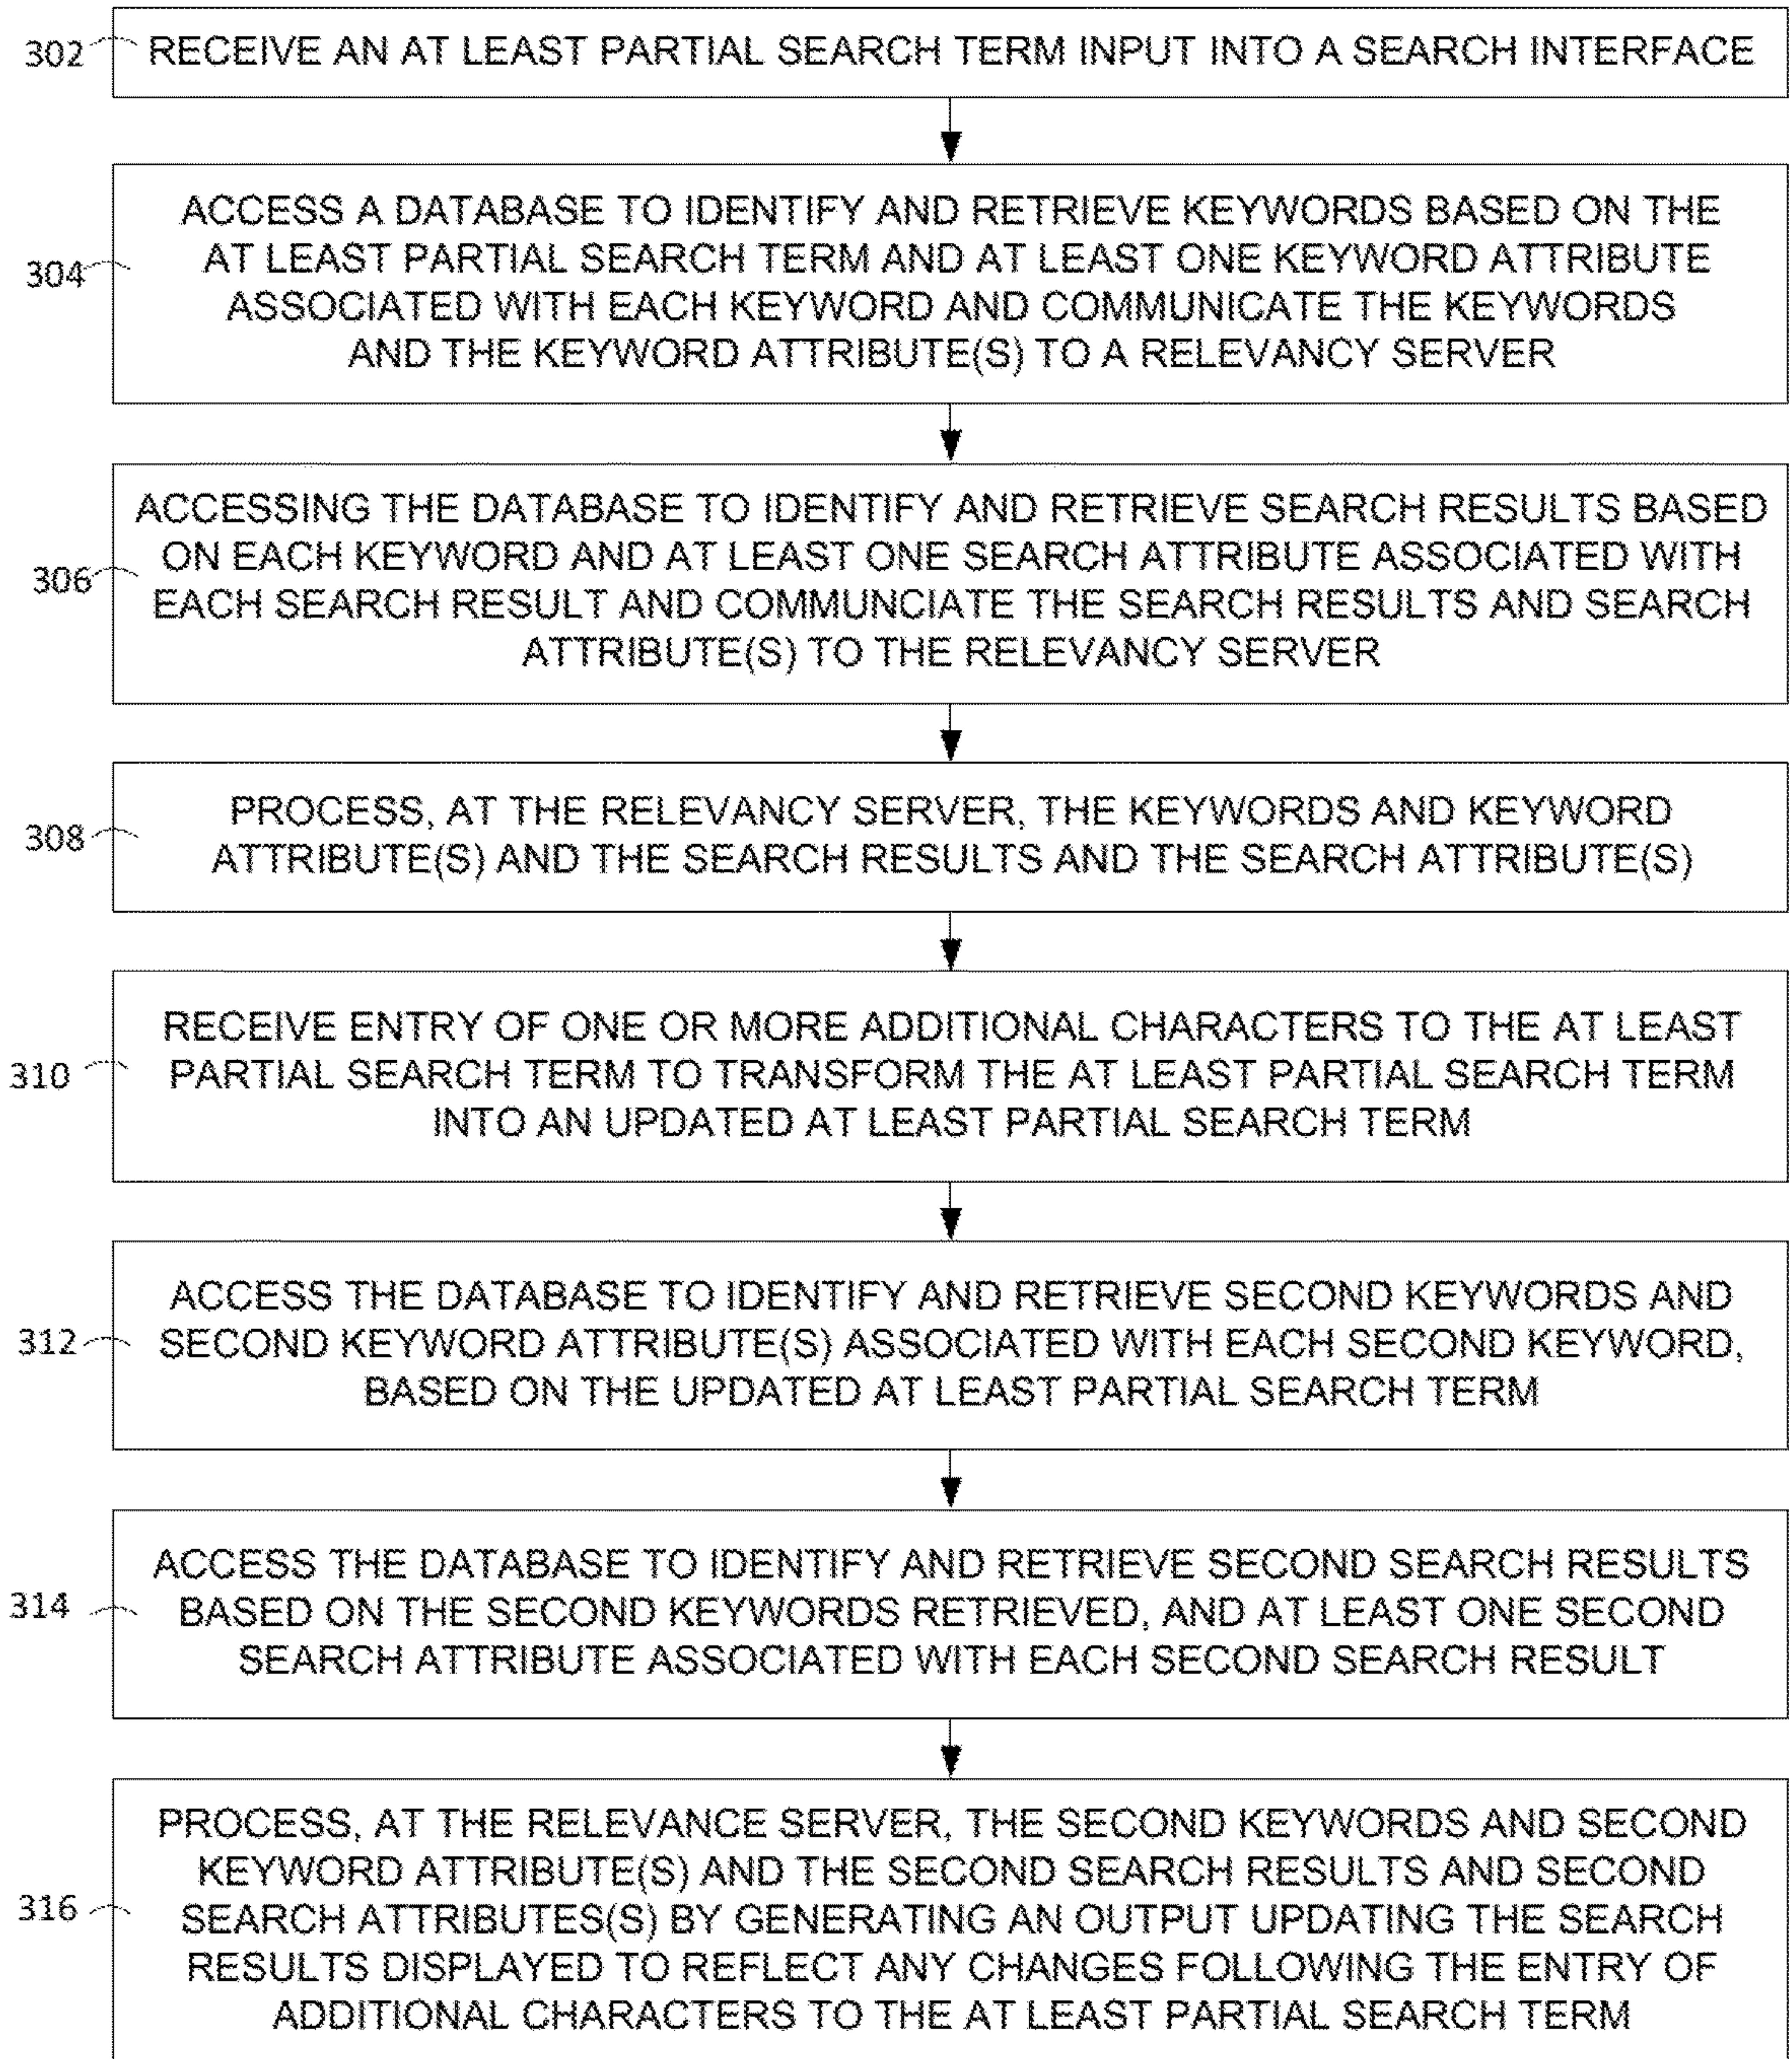 302 RECEIVE AN AT LEAST PARTIAL SEARCH TERM INPUT INTO A SEARCH INTERFACE
ACCESS A DATABASE TO IDENTIFY AND RETRIEVE KEYWORDS BASED ON THE
304 AT LEAST PARTIAL SEARCH TERM AND AT LEAST ONE KEYWORD ATTRIBUTE
ASSOCIATED WITH EACH KEYWORD AND COMMUNICATE THE KEYWORDS
AND THE KEYWORD ATTRIBUTE(S) TO A RELEVANCY SERVER
ACCESSING THE DATABASE TO IDENTIFY AND RETRIEVE SEARCH RESULTS BASED
ON EACH KEYWORD AND AT LEAST ONE SEARCH ATTRIBUTE ASSOCIATED WITH
306 EACH SEARCH RESULT AND COMMUNCIATE THE SEARCH RESULTS AND SEARCH
ATTRIBUTE(S) TO THE RELEVANCY SERVER
PROCESS, AT THE RELEVANCY SERVER, THE KEYWORDS AND KEYWORD
308 ATTRIBUTE(S) AND THE SEARCH RESULTS AND THE SEARCH ATTRIBUTE(S)
RECEIVE ENTRY OF ONE OR MORE ADDITIONAL CHARACTERS TO THE AT LEAST
310 PARTIAL SEARCH TERM TO TRANSFORM THE AT LEAST PARTIAL SEARCH TERM
INTO AN UPDATED AT LEAST PARTIAL SEARCH TERM
ACCESS THE DATABASE TO IDENTIFY AND RETRIEVE SECOND KEYWORDS AND
312 SECOND KEYWORD ATTRIBUTE(S) ASSOCIATED WITH EACH SECOND KEYWORD,
BASED ON THE UPDATED AT LEAST PARTIAL SEARCH TERM
ACCESS THE DATABASE TO IDENTIFY AND RETRIEVE SECOND SEARCH RESULTS
314 BASED ON THE SECOND KEYWORDS RETRIEVED, AND AT LEAST ONE SECOND
SEARCH ATTRIBUTE ASSOCIATED WITH EACH SECOND SEARCH RESULT
PROCESS, AT THE RELEVANCE SERVER, THE SECOND KEYWORDS AND SECOND
KEYWORD ATTRIBUTE(S) AND THE SECOND SEARCH RESULTS AND SECOND
316 SEARCH ATTRIBUTES(S) BY GENERATING AN OUTPUT UPDATING THE SEARCH
RESULTS DISPLAYED TO REFLECT ANY CHANGES FOLLOWING THE ENTRY OF
ADDITIONAL CHARACTERS TO THE AT LEAST PARTIAL SEARCH TERM